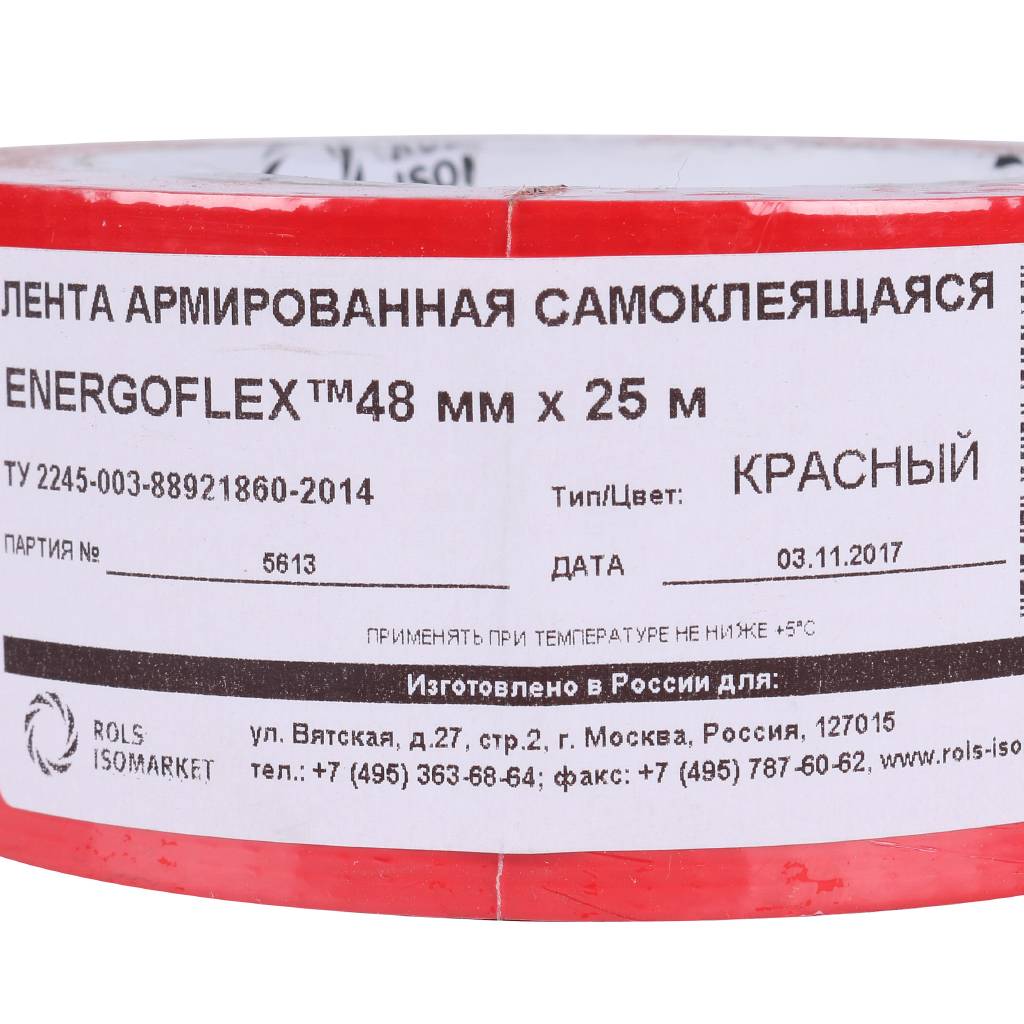 ЛЕНТА АРМИРОВАННАЯ САМОКЛЕЯЩАЯСЯ
ENERGOFLEX™48 мм x 25 м
ТУ 2245-003-88921860-2014
Тип/Цвет: КРАСНЫЙ
ПАРТИЯ № 5613 ДАТА 03.11.2017
ПРИМЕНЯТЬ ПРИ ТЕМПЕРАТУРЕ НЕ НИЖЕ +5°C
Изготовлено в России для:
ROLS
ISOMARKET
ул. Вятская, д.27, стр.2, г. Москва, Россия, 127015
тел.: +7 (495) 363-68-64; факс: +7 (495) 787-60-62, www.rols-iso